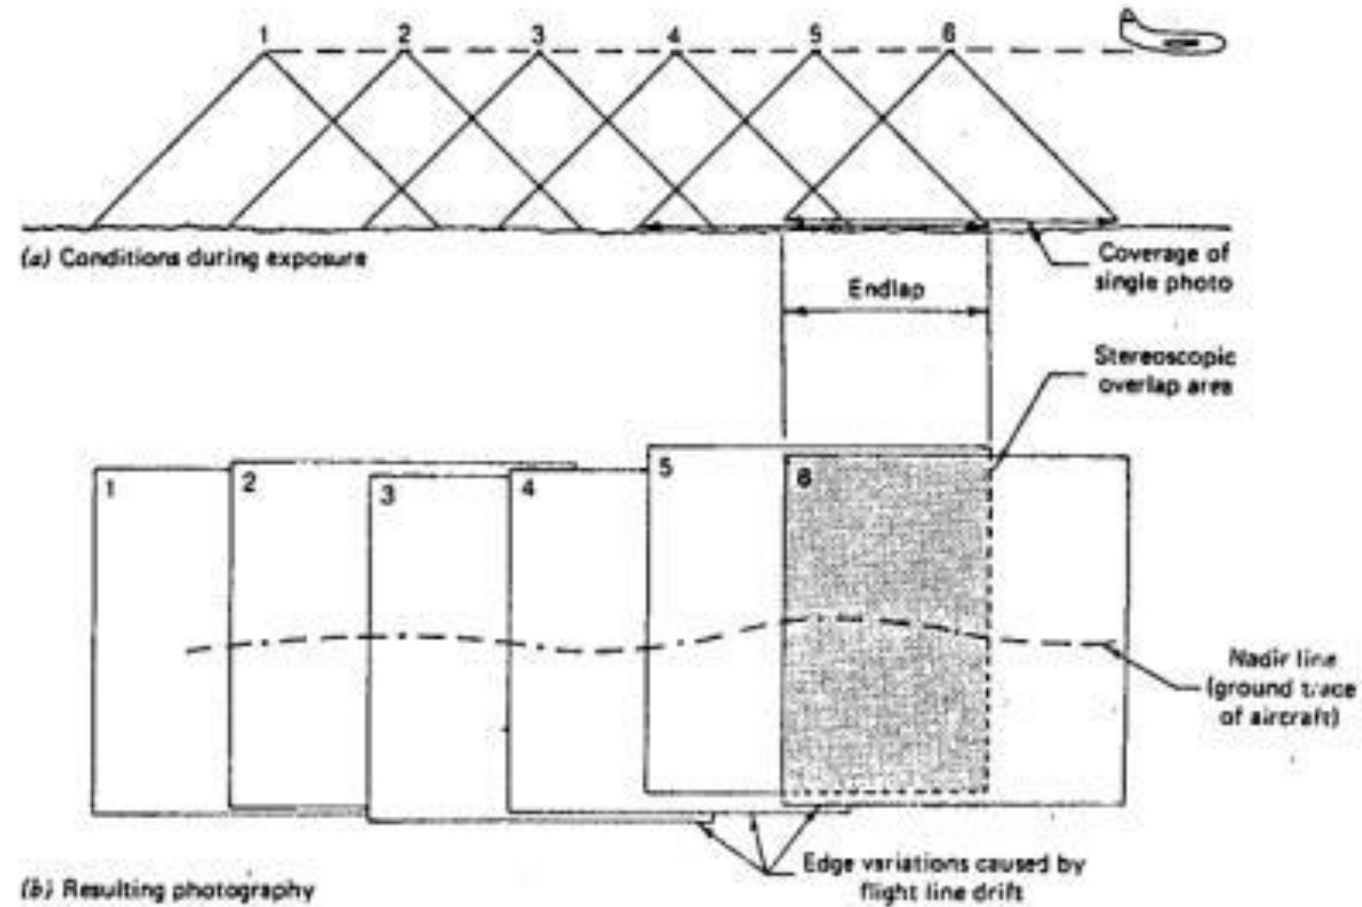 1 2 3 4 5 6
(a) Conditions during exposure
Coverage of
single photo
Endlap
Stereoscopic
overlap area
1 2 3 4 5 6
Nadir line
(ground trace
of aircraft)
Edge variations caused by
flight line drift
(b) Resulting photography